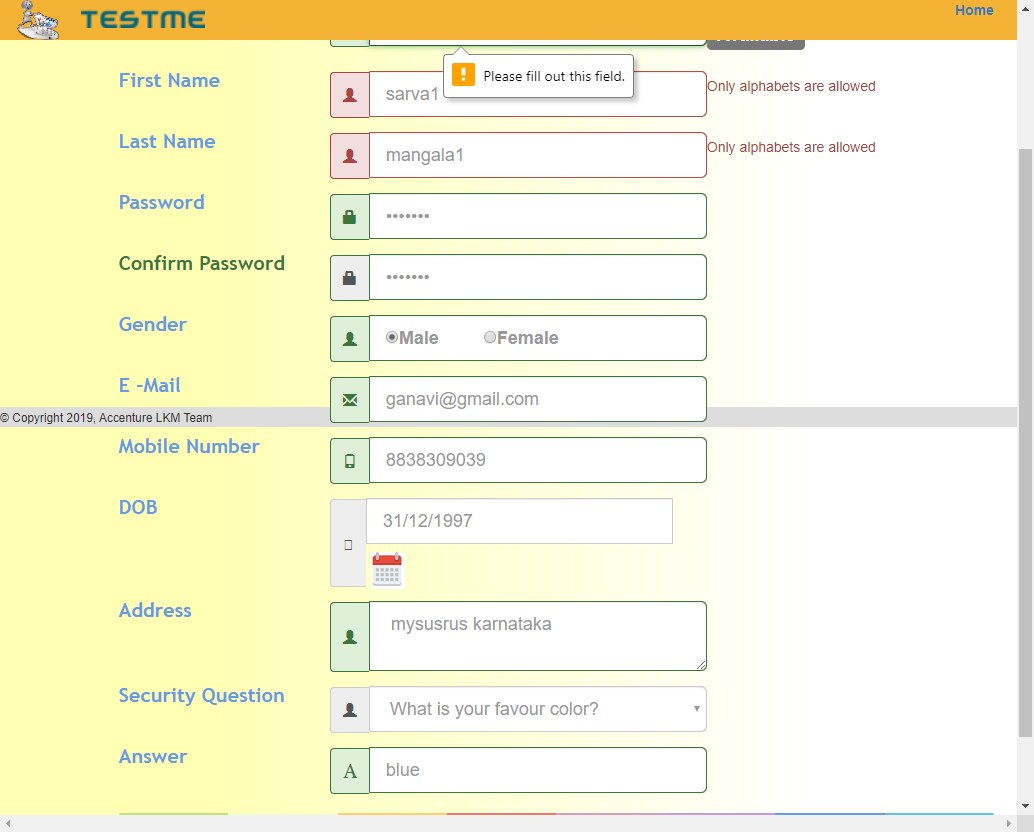 TESTME
Home
Please fill out this field.
First Name
sarva1
Only alphabets are allowed
Last Name
mangala1
Only alphabets are allowed
Password
•••••••
Confirm Password
•••••••
Gender
Male Female
E -Mail
ganavi@gmail.com
© Copyright 2019, Accenture LKM Team
Mobile Number
8838309039
DOB
31/12/1997
Address
mysusrus karnataka
Security Question
What is your favour color?
Answer
A
blue